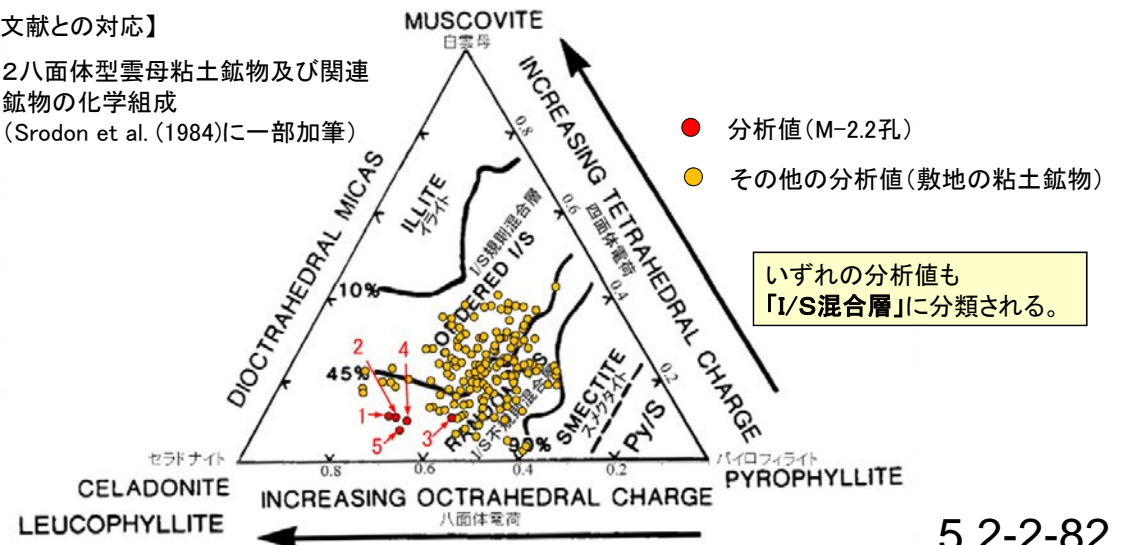 文献との対応】
2八面体型雲母粘土鉱物及び関連
鉱物の化学組成
(Srodon et al. (1984)に一部加筆)
MUSCOVITE
白雲母
分析値(M-2.2孔)
その他の分析値(敷地の粘土鉱物)
いずれの分析値も
「I/S混合層」に分類される。
INCREASING TETRAHEDRAL CHARGE
四面体電荷
DIOCTRAHEDRAL MICAS
ILLITE
イライト
I/S規則混合層
ORDERED I/S
0.8
0.6
0.4
0.2
10%
45%
2
4
1
5
3
I/S不規則混合層
SMECTITE
スメクタイト
Py/S
セラドナイト
CELADONITE
LEUCOPHYLLITE
0.8
0.6
0.4
0.2
パイロフィライト
PYROPHYLLITE
INCREASING OCTRAHEDRAL CHARGE
八面体電荷
5.2-2-82